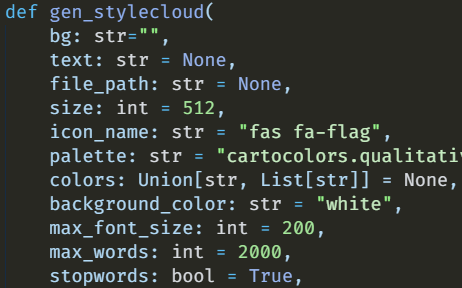 def gen_stylecloud(
    bg: str="",
    text: str = None,
    file_path: str = None,
    size: int = 512,
    icon_name: str = "fas fa-flag",
    palette: str = "cartocolors.qualitativ
    colors: Union[str, List[str]] = None,
    background_color: str = "white",
    max_font_size: int = 200,
    max_words: int = 2000,
    stopwords: bool = True,